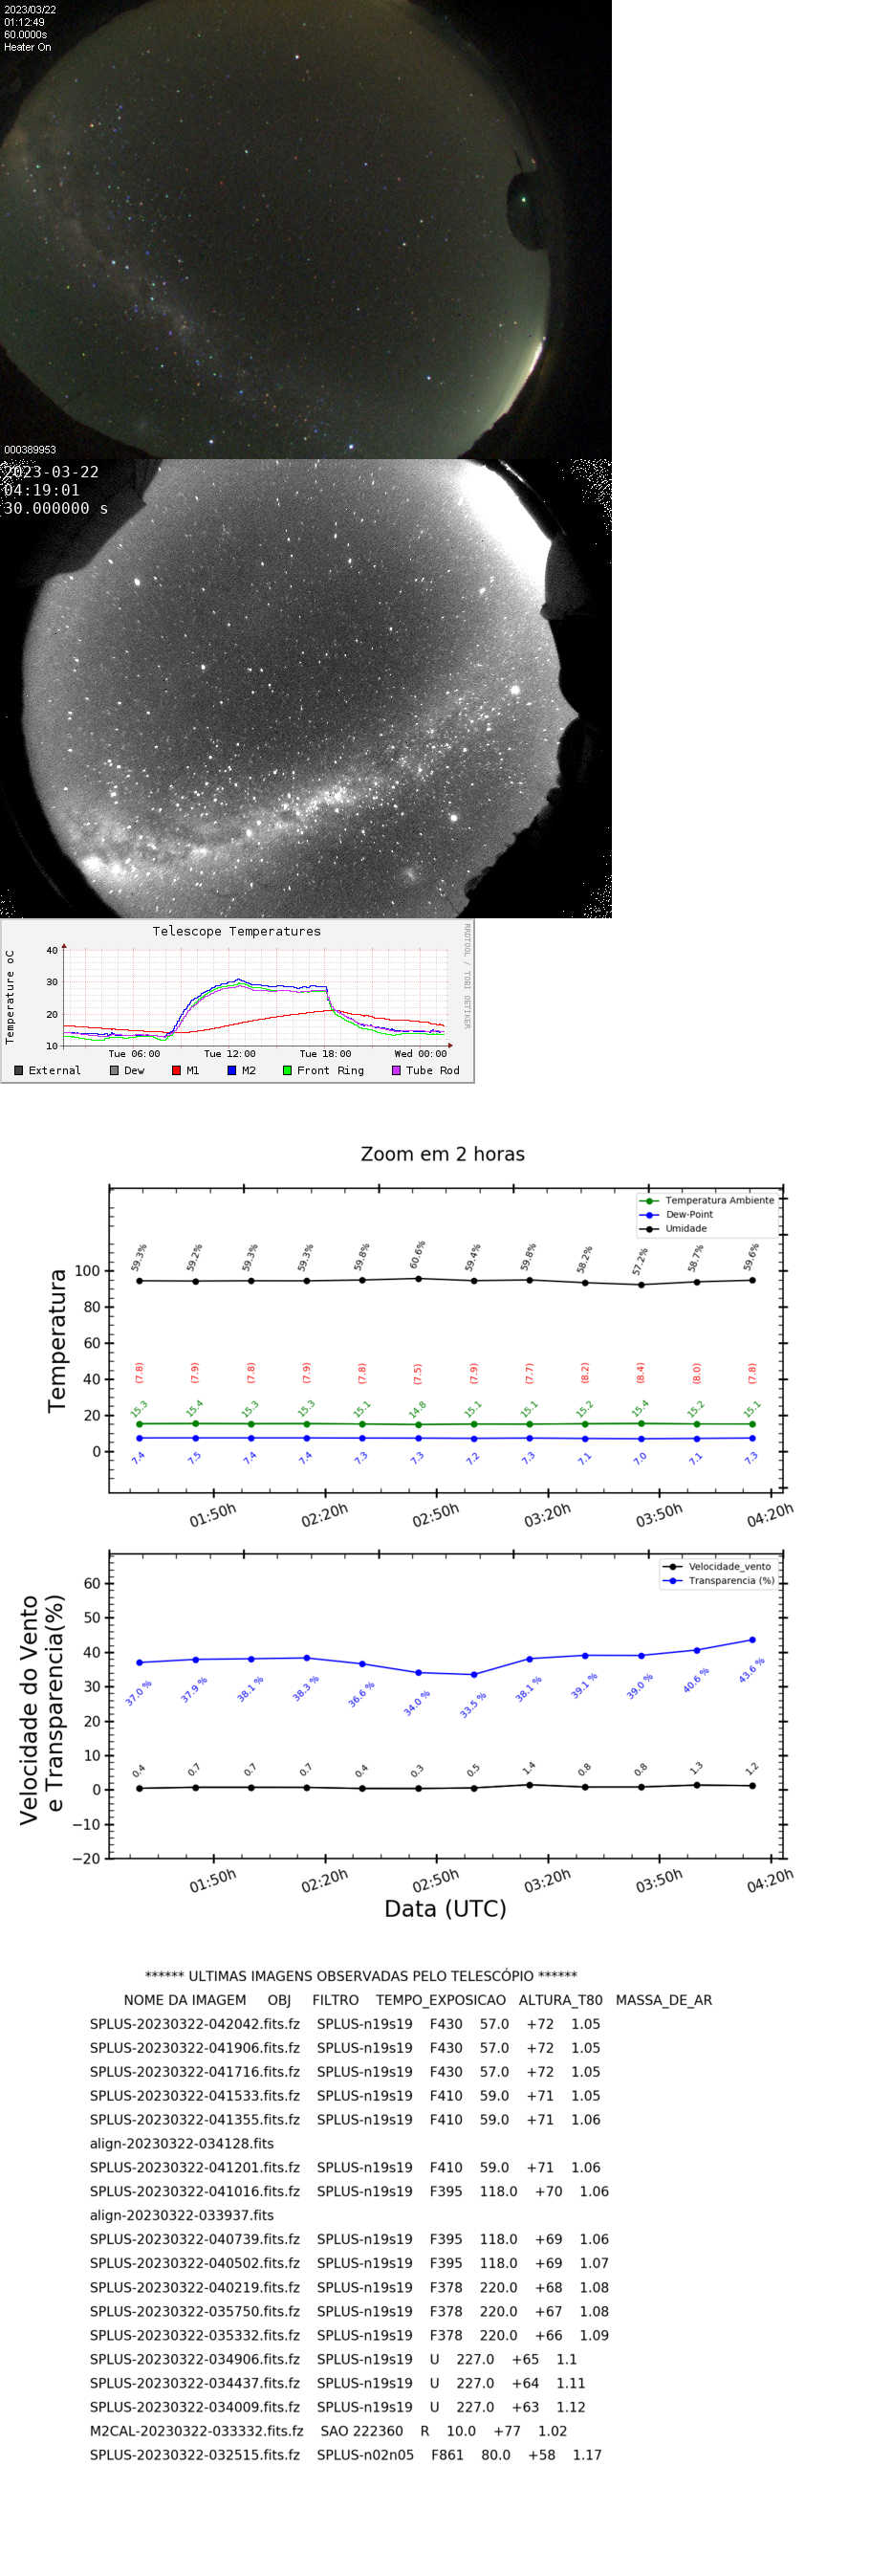 2023/03/22
01:12:49
60.0000s
Heater On
000389953
2023-03-22
04:19:01
30.000000 s
Telescope Temperatures
RRDTOOL / TOBI OETIKER
Temperature oC
40
30
20
10
Tue 06:00 Tue 12:00 Tue 18:00 Wed 00:00
External Dew M1 M2 Front Ring Tube Rod
Zoom em 2 horas
Temperatura Ambiente
Dew-Point
Umidade
Temperatura
100
80
60
40
20
0
59.3% 59.2% 59.3% 59.3% 59.8% 60.6% 59.4% 59.8% 58.2% 57.2% 58.7% 59.6%
(7.8) (7.9) (7.8) (7.9) (7.8) (7.5) (7.9) (7.7) (8.2) (8.4) (8.0) (7.8)
15.3 15.4 15.3 15.3 15.1 14.8 15.1 15.1 15.2 15.4 15.2 15.1
7.4 7.5 7.4 7.4 7.3 7.3 7.2 7.3 7.1 7.0 7.1 7.3
01:50h 02:20h 02:50h 03:20h 03:50h 04:20h
Velocidade_vento
Transparencia (%)
Velocidade do Vento
e Transparencia(%)
60
50
40
30
20
10
0
−10
−20
37.0 % 37.9 % 38.1 % 38.3 % 36.6 % 34.0 % 33.5 % 38.1 % 39.1 % 39.0 % 40.6 % 43.6 %
0.4 0.7 0.7 0.7 0.4 0.3 0.5 1.4 0.8 0.8 1.3 1.2
01:50h 02:20h 02:50h 03:20h 03:50h 04:20h
Data (UTC)
****** ULTIMAS IMAGENS OBSERVADAS PELO TELESCÓPIO ******
NOME DA IMAGEM OBJ FILTRO TEMPO_EXPOSICAO ALTURA_T80 MASSA_DE_AR
SPLUS-20230322-042042.fits.fz SPLUS-n19s19 F430 57.0 +72 1.05
SPLUS-20230322-041906.fits.fz SPLUS-n19s19 F430 57.0 +72 1.05
SPLUS-20230322-041716.fits.fz SPLUS-n19s19 F430 57.0 +72 1.05
SPLUS-20230322-041533.fits.fz SPLUS-n19s19 F410 59.0 +71 1.05
SPLUS-20230322-041355.fits.fz SPLUS-n19s19 F410 59.0 +71 1.06
align-20230322-034128.fits
SPLUS-20230322-041201.fits.fz SPLUS-n19s19 F410 59.0 +71 1.06
SPLUS-20230322-041016.fits.fz SPLUS-n19s19 F395 118.0 +70 1.06
align-20230322-033937.fits
SPLUS-20230322-040739.fits.fz SPLUS-n19s19 F395 118.0 +69 1.06
SPLUS-20230322-040502.fits.fz SPLUS-n19s19 F395 118.0 +69 1.07
SPLUS-20230322-040219.fits.fz SPLUS-n19s19 F378 220.0 +68 1.08
SPLUS-20230322-035750.fits.fz SPLUS-n19s19 F378 220.0 +67 1.08
SPLUS-20230322-035332.fits.fz SPLUS-n19s19 F378 220.0 +66 1.09
SPLUS-20230322-034906.fits.fz SPLUS-n19s19 U 227.0 +65 1.1
SPLUS-20230322-034437.fits.fz SPLUS-n19s19 U 227.0 +64 1.11
SPLUS-20230322-034009.fits.fz SPLUS-n19s19 U 227.0 +63 1.12
M2CAL-20230322-033332.fits.fz SAO 222360 R 10.0 +77 1.02
SPLUS-20230322-032515.fits.fz SPLUS-n02n05 F861 80.0 +58 1.17